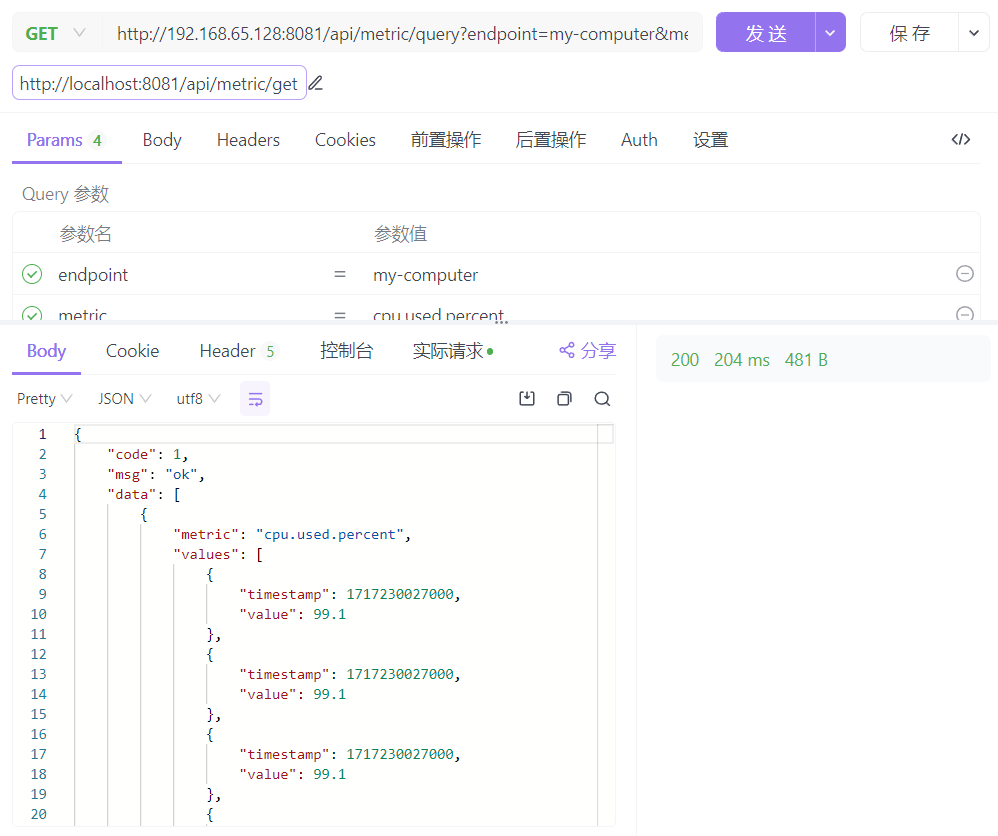 GET http://192.168.65.128:8081/api/metric/query?endpoint=my-computer&me 发 送 保 存
http://localhost:8081/api/metric/get
Params 4 Body Headers Cookies 前置操作 后置操作 Auth 设置 </>
Query 参数
参数名 参数值
endpoint = my-computer
metric = cpu.used.percent
Body Cookie Header 5 控制台 实际请求 分享 200 204 ms 481 B
Pretty JSON utf8
1 {
2 "code": 1,
3 "msg": "ok",
4 "data": [
5 {
6 "metric": "cpu.used.percent",
7 "values": [
8 {
9 "timestamp": 1717230027000,
10 "value": 99.1
11 },
12 {
13 "timestamp": 1717230027000,
14 "value": 99.1
15 },
16 {
17 "timestamp": 1717230027000,
18 "value": 99.1
19 },
20 {